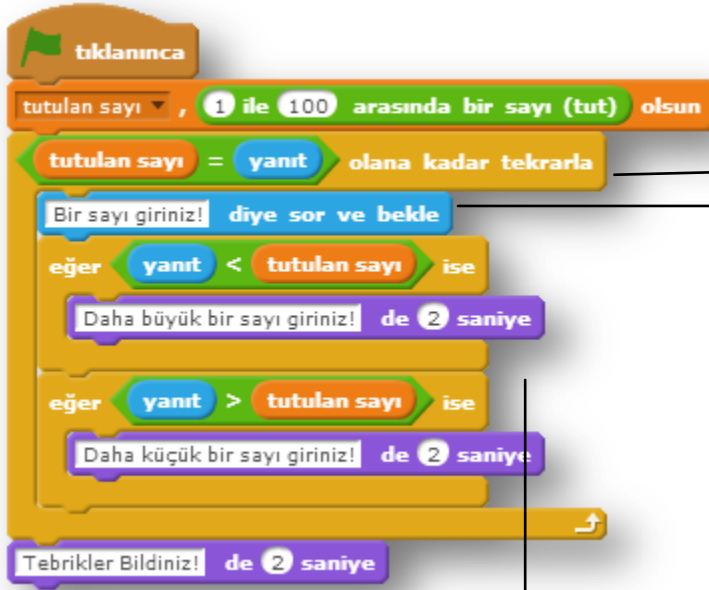 tıklanınca
tutulan sayı , 1 ile 100 arasında bir sayı (tut) olsun
tutulan sayı = yanıt olana kadar tekrarla
Bir sayı giriniz! diye sor ve bekle
eğer yanıt < tutulan sayı ise
Daha büyük bir sayı giriniz! de 2 saniye
eğer yanıt > tutulan sayı ise
Daha küçük bir sayı giriniz! de 2 saniye
Tebrikler Bildiniz! de 2 saniye